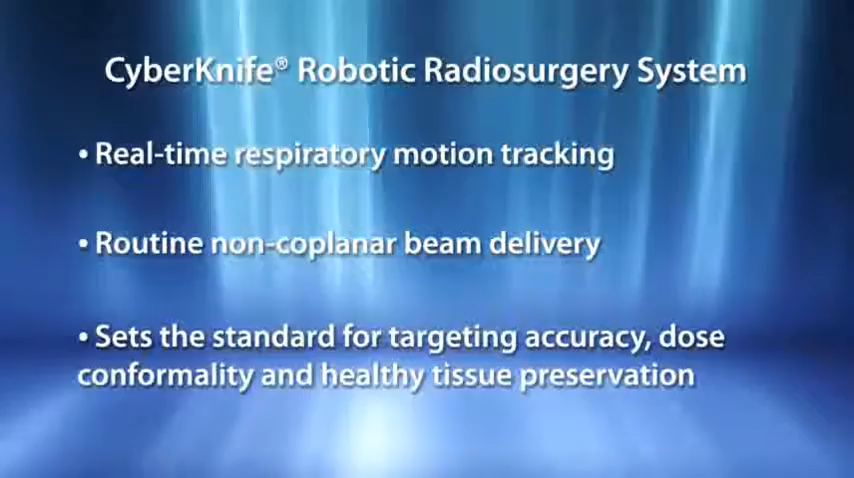 CyberKnife® Robotic Radiosurgery System
• Real-time respiratory motion tracking
• Routine non-coplanar beam delivery
• Sets the standard for targeting accuracy, dose
conformality and healthy tissue preservation